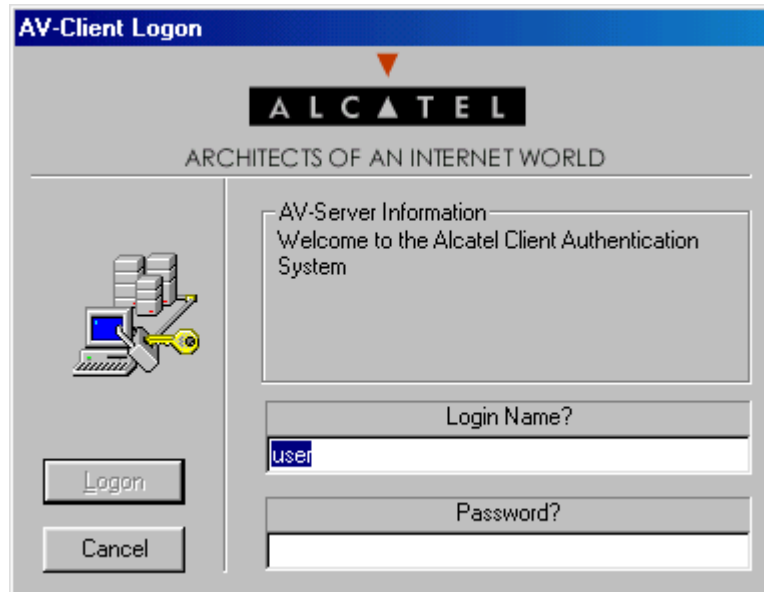 AV-Client Logon
ALCATEL
ARCHITECTS OF AN INTERNET WORLD
AV-Server Information
Welcome to the Alcatel Client Authentication
System
Login Name?
user
Logon
Password?
Cancel